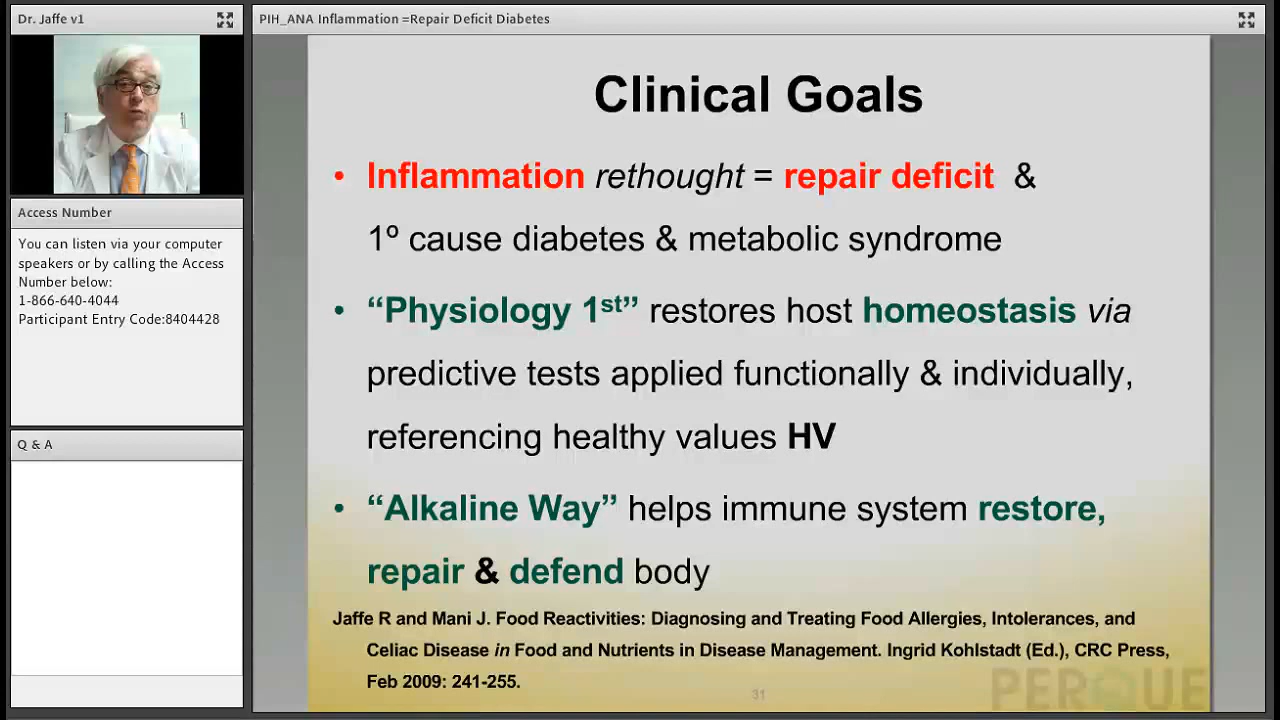 Dr. Jaffe v1
PIH_ANA Inflammation =Repair Deficit Diabetes
Access Number
You can listen via your computer
speakers or by calling the Access
Number below:
1-866-640-4044
Participant Entry Code:8404428
Q & A
Clinical Goals
• Inflammation rethought = repair deficit &
1º cause diabetes & metabolic syndrome
• “Physiology 1st” restores host homeostasis via
predictive tests applied functionally & individually,
referencing healthy values HV
• “Alkaline Way” helps immune system restore,
repair & defend body
Jaffe R and Mani J. Food Reactivities: Diagnosing and Treating Food Allergies, Intolerances, and
Celiac Disease in Food and Nutrients in Disease Management. Ingrid Kohlstadt (Ed.), CRC Press,
Feb 2009: 241-255.
31
PERQUE